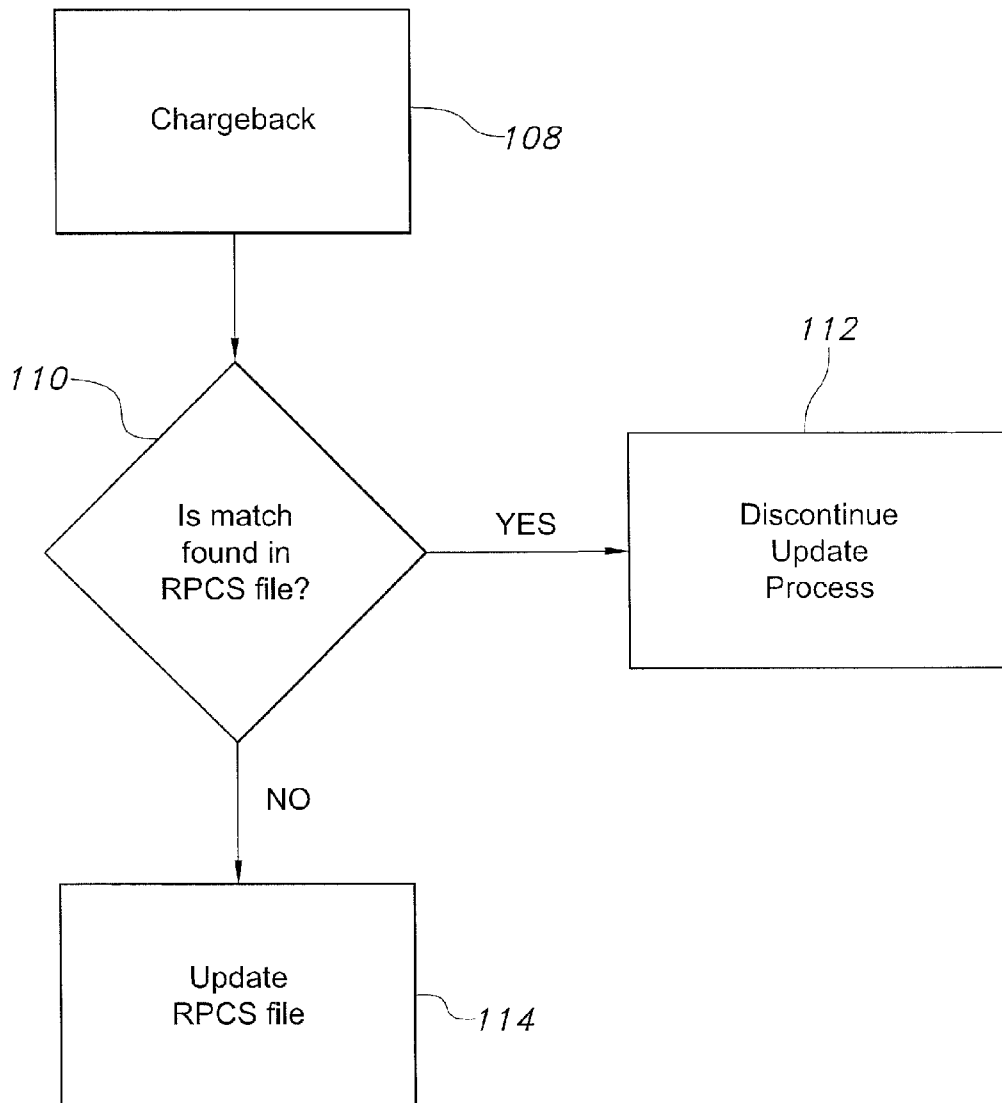 Chargeback
108
112
110
Is match
found in
RPCS file?
YES
Discontinue
Update
Process
NO
Update
RPCS file
114